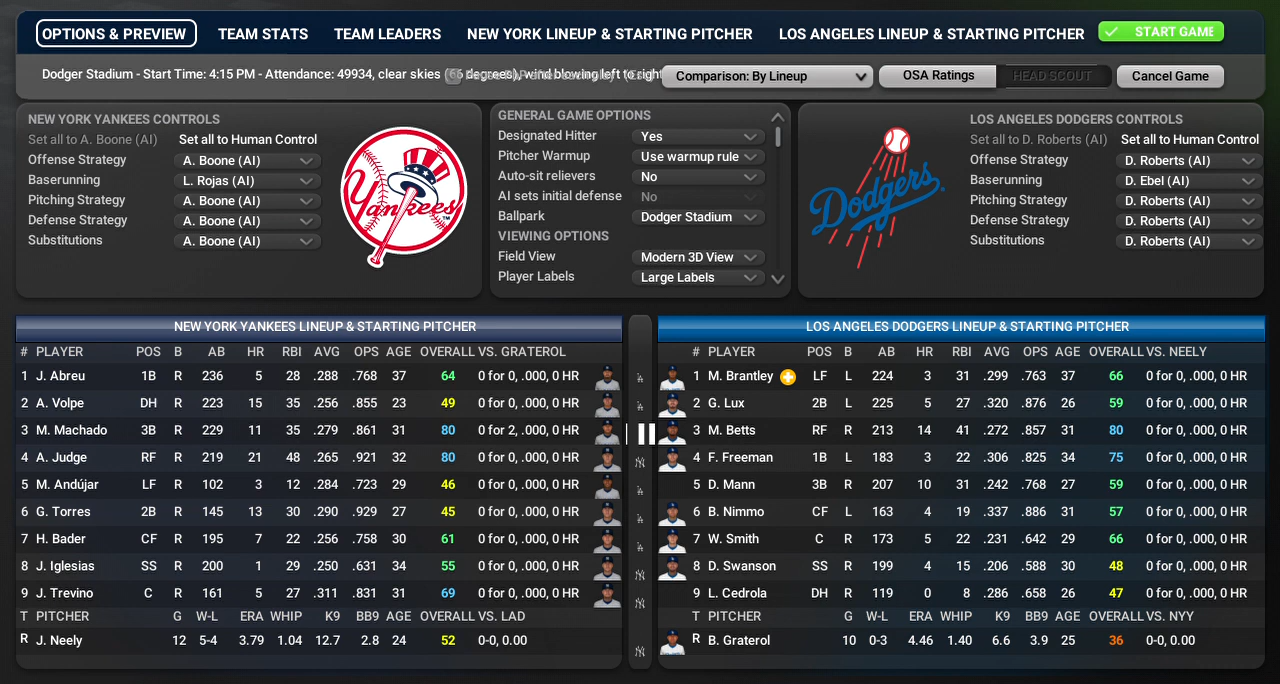 OPTIONS & PREVIEW TEAM STATS TEAM LEADERS NEW YORK LINEUP & STARTING PITCHER LOS ANGELES LINEUP & STARTING PITCHER START GAME
Dodger Stadium - Start Time: 4:15 PM - Attendance: 49934, clear skies (66 degrees), wind blowing left to right Comparison: By Lineup OSA Ratings HEAD SCOUT Cancel Game
NEW YORK YANKEES CONTROLS
Set all to A. Boone (AI) Set all to Human Control
Offense Strategy A. Boone (AI)
Baserunning L. Rojas (AI)
Pitching Strategy A. Boone (AI)
Defense Strategy A. Boone (AI)
Substitutions A. Boone (AI)
Yankees
TM
GENERAL GAME OPTIONS
Designated Hitter Yes
Pitcher Warmup Use warmup rule
Auto-sit relievers No
AI sets initial defense No
Ballpark Dodger Stadium
VIEWING OPTIONS
Field View Modern 3D View
Player Labels Large Labels
Dodgers
LOS ANGELES DODGERS CONTROLS
Set all to D. Roberts (AI) Set all to Human Control
Offense Strategy D. Roberts (AI)
Baserunning D. Ebel (AI)
Pitching Strategy D. Roberts (AI)
Defense Strategy D. Roberts (AI)
Substitutions D. Roberts (AI)
NEW YORK YANKEES LINEUP & STARTING PITCHER
# PLAYER POS B AB HR RBI AVG OPS AGE OVERALL VS. GRATEROL
1 J. Abreu 1B R 236 5 28 .288 .768 37 64 0 for 0, .000, 0 HR
2 A. Volpe DH R 223 15 35 .256 .855 23 49 0 for 0, .000, 0 HR
3 M. Machado 3B R 229 11 35 .279 .861 31 80 0 for 2, .000, 0 HR
4 A. Judge RF R 219 21 48 .265 .921 32 80 0 for 0, .000, 0 HR
5 M. Andújar LF R 102 3 12 .284 .723 29 46 0 for 0, .000, 0 HR
6 G. Torres 2B R 145 13 30 .290 .929 27 45 0 for 0, .000, 0 HR
7 H. Bader CF R 195 7 22 .256 .758 30 61 0 for 0, .000, 0 HR
8 J. Iglesias SS R 200 1 29 .250 .631 34 55 0 for 0, .000, 0 HR
9 J. Trevino C R 161 5 27 .311 .831 31 69 0 for 0, .000, 0 HR
T PITCHER G W-L ERA WHIP K9 BB9 AGE OVERALL VS. LAD
R J. Neely 12 5-4 3.79 1.04 12.7 2.8 24 52 0-0, 0.00
LOS ANGELES DODGERS LINEUP & STARTING PITCHER
# PLAYER POS B AB HR RBI AVG OPS AGE OVERALL VS. NEELY
1 M. Brantley LF L 224 3 31 .299 .763 37 66 0 for 0, .000, 0 HR
2 G. Lux 2B L 225 5 27 .320 .876 26 59 0 for 0, .000, 0 HR
3 M. Betts RF R 213 14 41 .272 .857 31 80 0 for 0, .000, 0 HR
4 F. Freeman 1B L 183 3 22 .306 .825 34 75 0 for 0, .000, 0 HR
5 D. Mann 3B R 207 10 31 .242 .768 27 59 0 for 0, .000, 0 HR
6 B. Nimmo CF L 163 4 19 .337 .886 31 57 0 for 0, .000, 0 HR
7 W. Smith C R 173 5 22 .231 .642 29 66 0 for 0, .000, 0 HR
8 D. Swanson SS R 199 4 15 .206 .588 30 48 0 for 0, .000, 0 HR
9 L. Cedrola DH R 119 0 8 .286 .658 26 47 0 for 0, .000, 0 HR
T PITCHER G W-L ERA WHIP K9 BB9 AGE OVERALL VS. NYY
R B. Graterol 10 0-3 4.46 1.40 6.6 3.9 25 36 0-0, 0.00